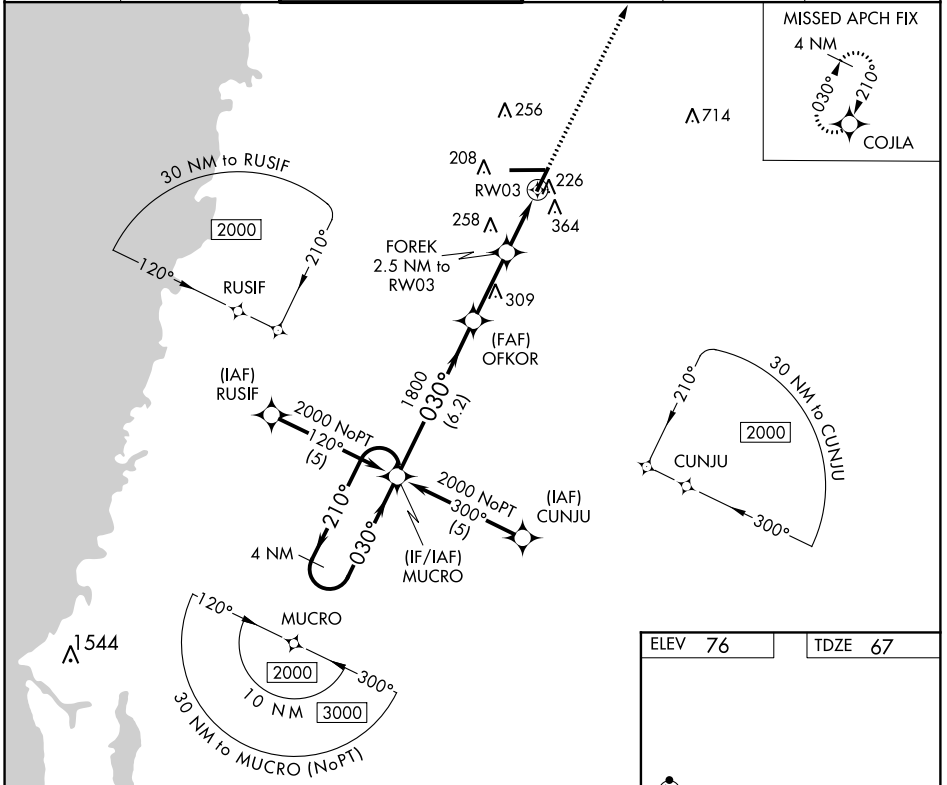 MISSED APCH FIX
4 NM
030°
210°
COJLA
256
714
208
RW03
226
364
258
FOREK
2.5 NM to
RW03
309
(FAF)
OFKOR
30 NM to RUSIF
2000
120°
210°
RUSIF
(IAF)
RUSIF
2000 NoPT
120°
(5)
1800
030°
(6.2)
2000 NoPT
300°
(5)
(IAF)
CUNJU
210°
030°
4 NM
(IF/IAF)
MUCRO
210°
30 NM to CUNJU
2000
CUNJU
300°
120°
MUCRO
2000
300°
10 NM
3000
30 NM to MUCRO (NoPT)
1544
ELEV 76
TDZE 67